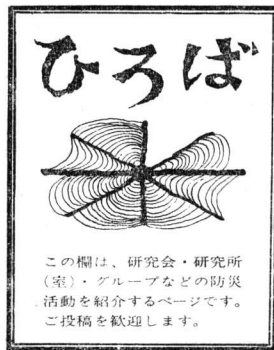 ひろば
この欄は、研究会・研究所
(室)・グループなどの防災
活動を紹介するページです。
ご投稿を歓迎します。